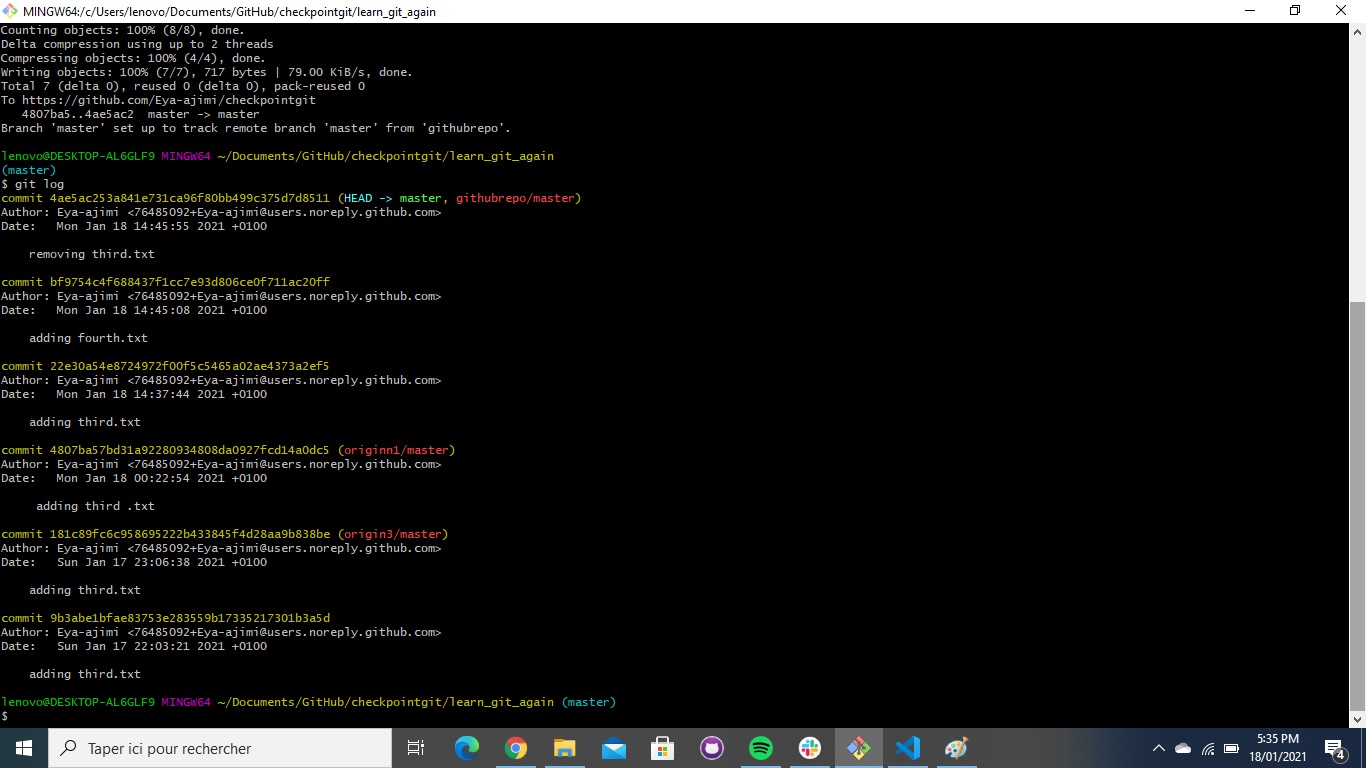 MINGW64:/c/Users/lenovo/Documents/GitHub/checkpointgit/learn_git_again
Counting objects: 100% (8/8), done.
Delta compression using up to 2 threads
Compressing objects: 100% (4/4), done.
Writing objects: 100% (7/7), 717 bytes | 79.00 KiB/s, done.
Total 7 (delta 0), reused 0 (delta 0), pack-reused 0
To https://github.com/Eya-ajimi/checkpointgit
   4807ba5..4ae5ac2  master -> master
Branch 'master' set up to track remote branch 'master' from 'githubrepo'.
lenovo@DESKTOP-AL6GLF9 MINGW64 ~/Documents/GitHub/checkpointgit/learn_git_again
(master)
$ git log
commit 4ae5ac253a841e731ca96f80bb499c375d7d8511 (HEAD -> master, githubrepo/master)
Author: Eya-ajimi <76485092+Eya-ajimi@users.noreply.github.com>
Date:   Mon Jan 18 14:45:55 2021 +0100
    removing third.txt
commit bf9754c4f688437f1cc7e93d806ce0f711ac20ff
Author: Eya-ajimi <76485092+Eya-ajimi@users.noreply.github.com>
Date:   Mon Jan 18 14:45:08 2021 +0100
    adding fourth.txt
commit 22e30a54e8724972f00f5c5465a02ae4373a2ef5
Author: Eya-ajimi <76485092+Eya-ajimi@users.noreply.github.com>
Date:   Mon Jan 18 14:37:44 2021 +0100
    adding third.txt
commit 4807ba57bd31a92280934808da0927fcd14a0dc5 (originn1/master)
Author: Eya-ajimi <76485092+Eya-ajimi@users.noreply.github.com>
Date:   Mon Jan 18 00:22:54 2021 +0100
     adding third .txt
commit 181c89fc6c958695222b433845f4d28aa9b838be (origin3/master)
Author: Eya-ajimi <76485092+Eya-ajimi@users.noreply.github.com>
Date:   Sun Jan 17 23:06:38 2021 +0100
    adding third.txt
commit 9b3abe1bfae83753e283559b17335217301b3a5d
Author: Eya-ajimi <76485092+Eya-ajimi@users.noreply.github.com>
Date:   Sun Jan 17 22:03:21 2021 +0100
    adding third.txt
lenovo@DESKTOP-AL6GLF9 MINGW64 ~/Documents/GitHub/checkpointgit/learn_git_again (master)
$
Taper ici pour rechercher
5:35 PM
18/01/2021
4